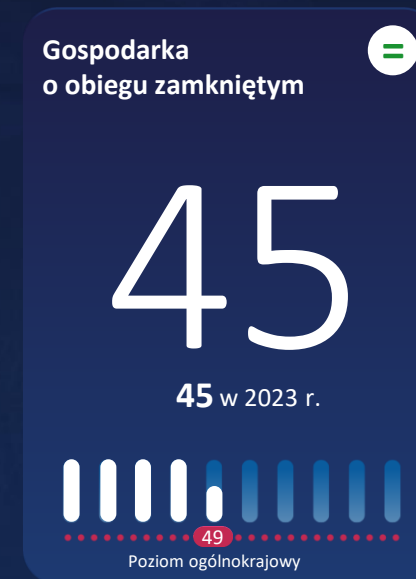 Gospodarka
o obiegu zamkniętym
=
45
45 w 2023 r.
49
Poziom ogólnokrajowy